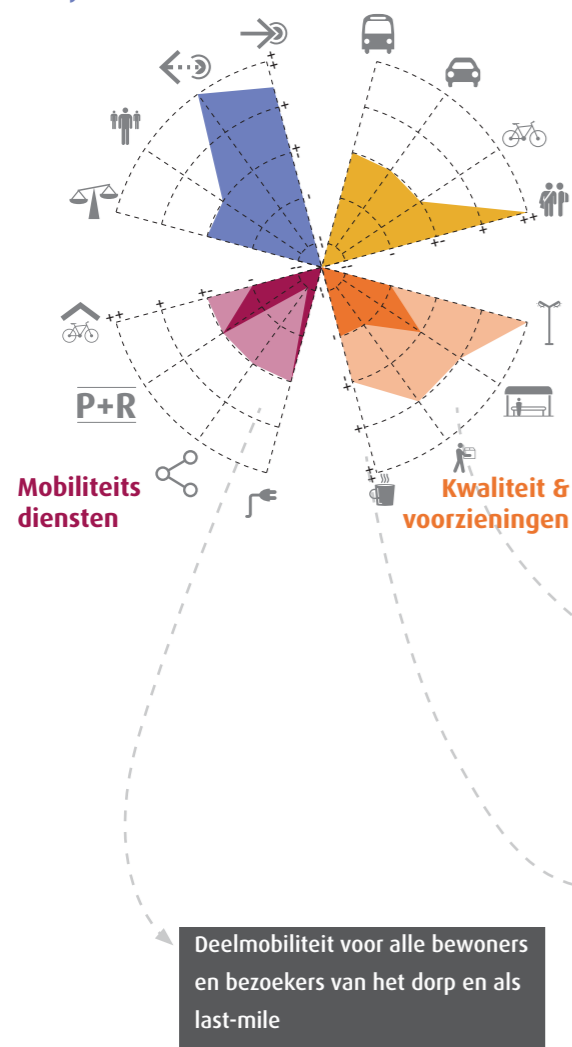 P+R
Mobiliteits
diensten
Kwaliteit &
voorzieningen
Deelmobiliteit voor alle bewoners
en bezoekers van het dorp en als
last-mile